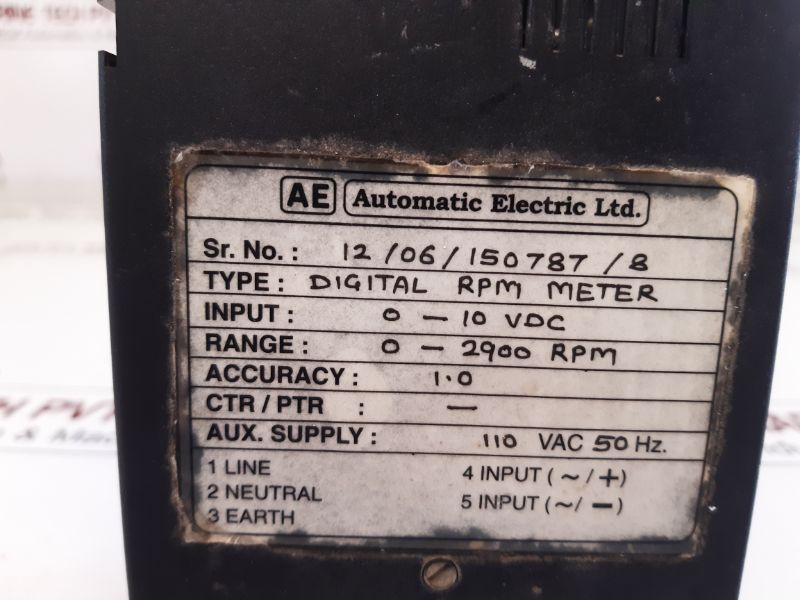 AE Automatic Electric Ltd.
Sr. No. : 12/06/150787/8
TYPE : DIGITAL RPM METER
INPUT : 0 – 10 VDC
RANGE : 0 – 2900 RPM
ACCURACY : 1.0
CTR / PTR : –
AUX. SUPPLY : 110 VAC 50 Hz.
1 LINE 4 INPUT ( ~ / + )
2 NEUTRAL 5 INPUT ( ~ / – )
3 EARTH